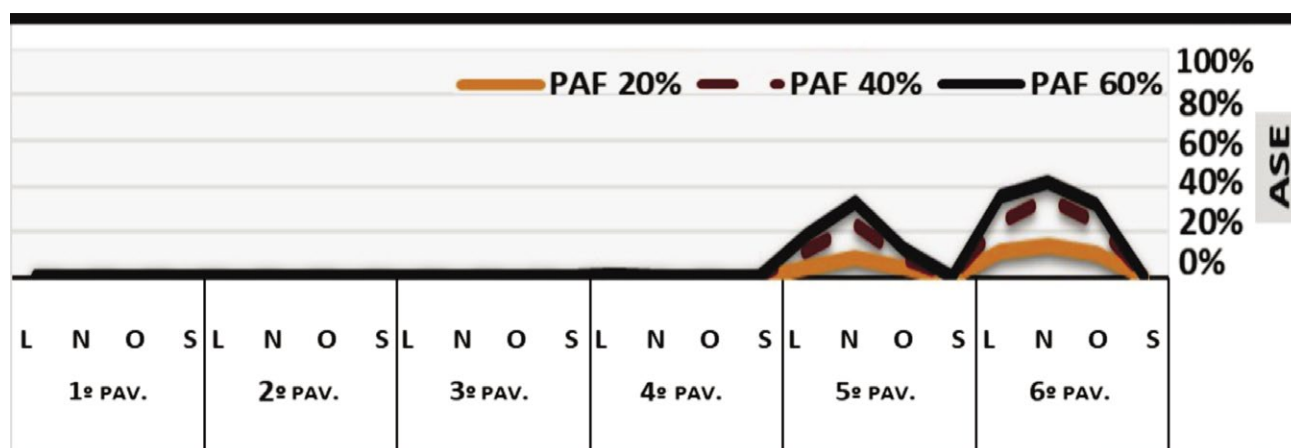 PAF 20% PAF 40% PAF 60%
100%
80%
60%
40%
20%
0%
ASE
L N O S L N O S L N O S L N O S L N O S L N O S
1º PAV. 2º PAV. 3º PAV. 4º PAV. 5º PAV. 6º PAV.